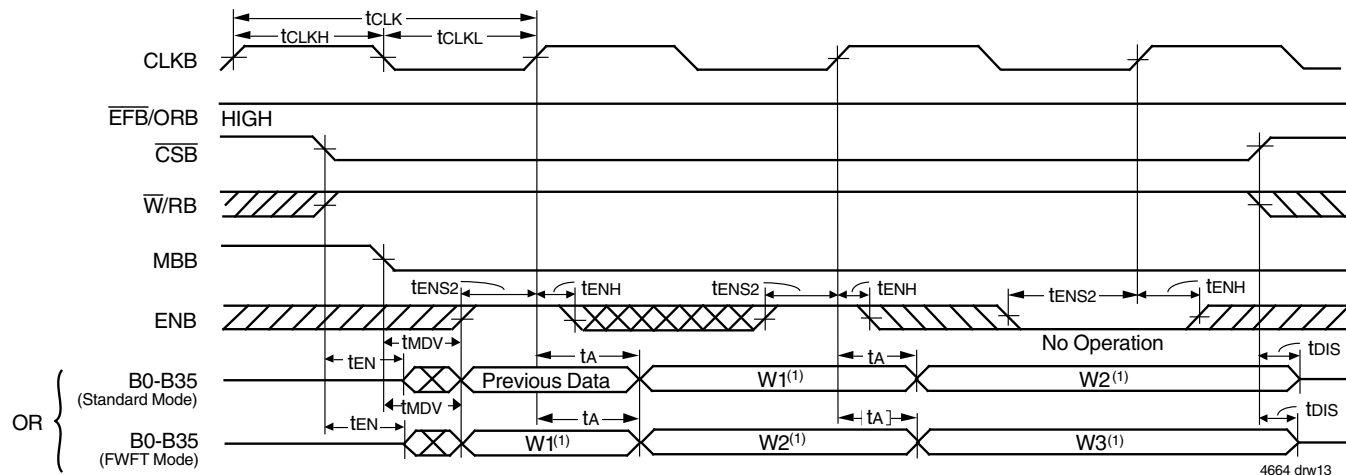 tCLK
tCLKH tCLKL
CLKB
EFB/ORB HIGH
CSB
W/RB
MBB
tENS2 tENH tENS2 tENH tENS2 tENH
ENB
tMDV No Operation
tEN tA tA tDIS
B0-B35 Previous Data W1(1) W2(1)
(Standard Mode)
OR
tMDV
tEN tA tA tDIS
B0-B35 W1(1) W2(1) W3(1)
(FWFT Mode)
4664 drw13